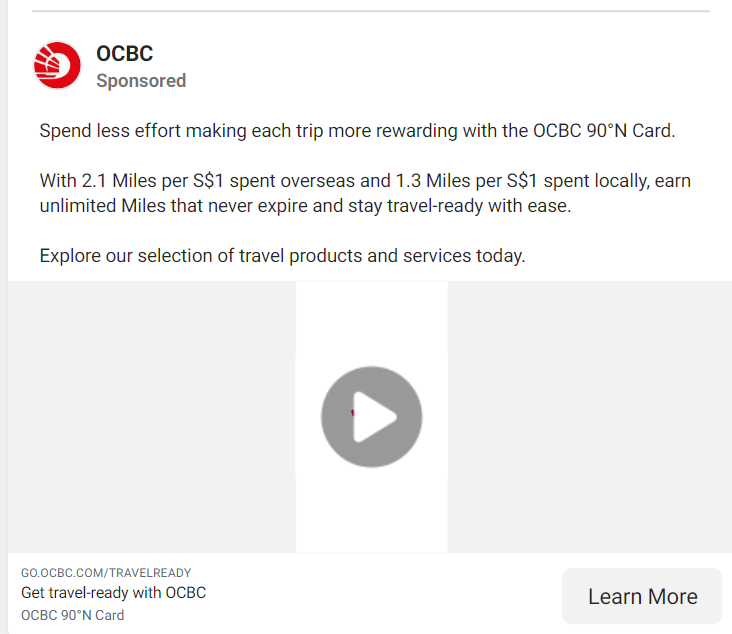 OCBC
Sponsored
Spend less effort making each trip more rewarding with the OCBC 90°N Card.
With 2.1 Miles per S$1 spent overseas and 1.3 Miles per S$1 spent locally, earn
unlimited Miles that never expire and stay travel-ready with ease.
Explore our selection of travel products and services today.
GO.OCBC.COM/TRAVELREADY
Get travel-ready with OCBC
OCBC 90°N Card
Learn More